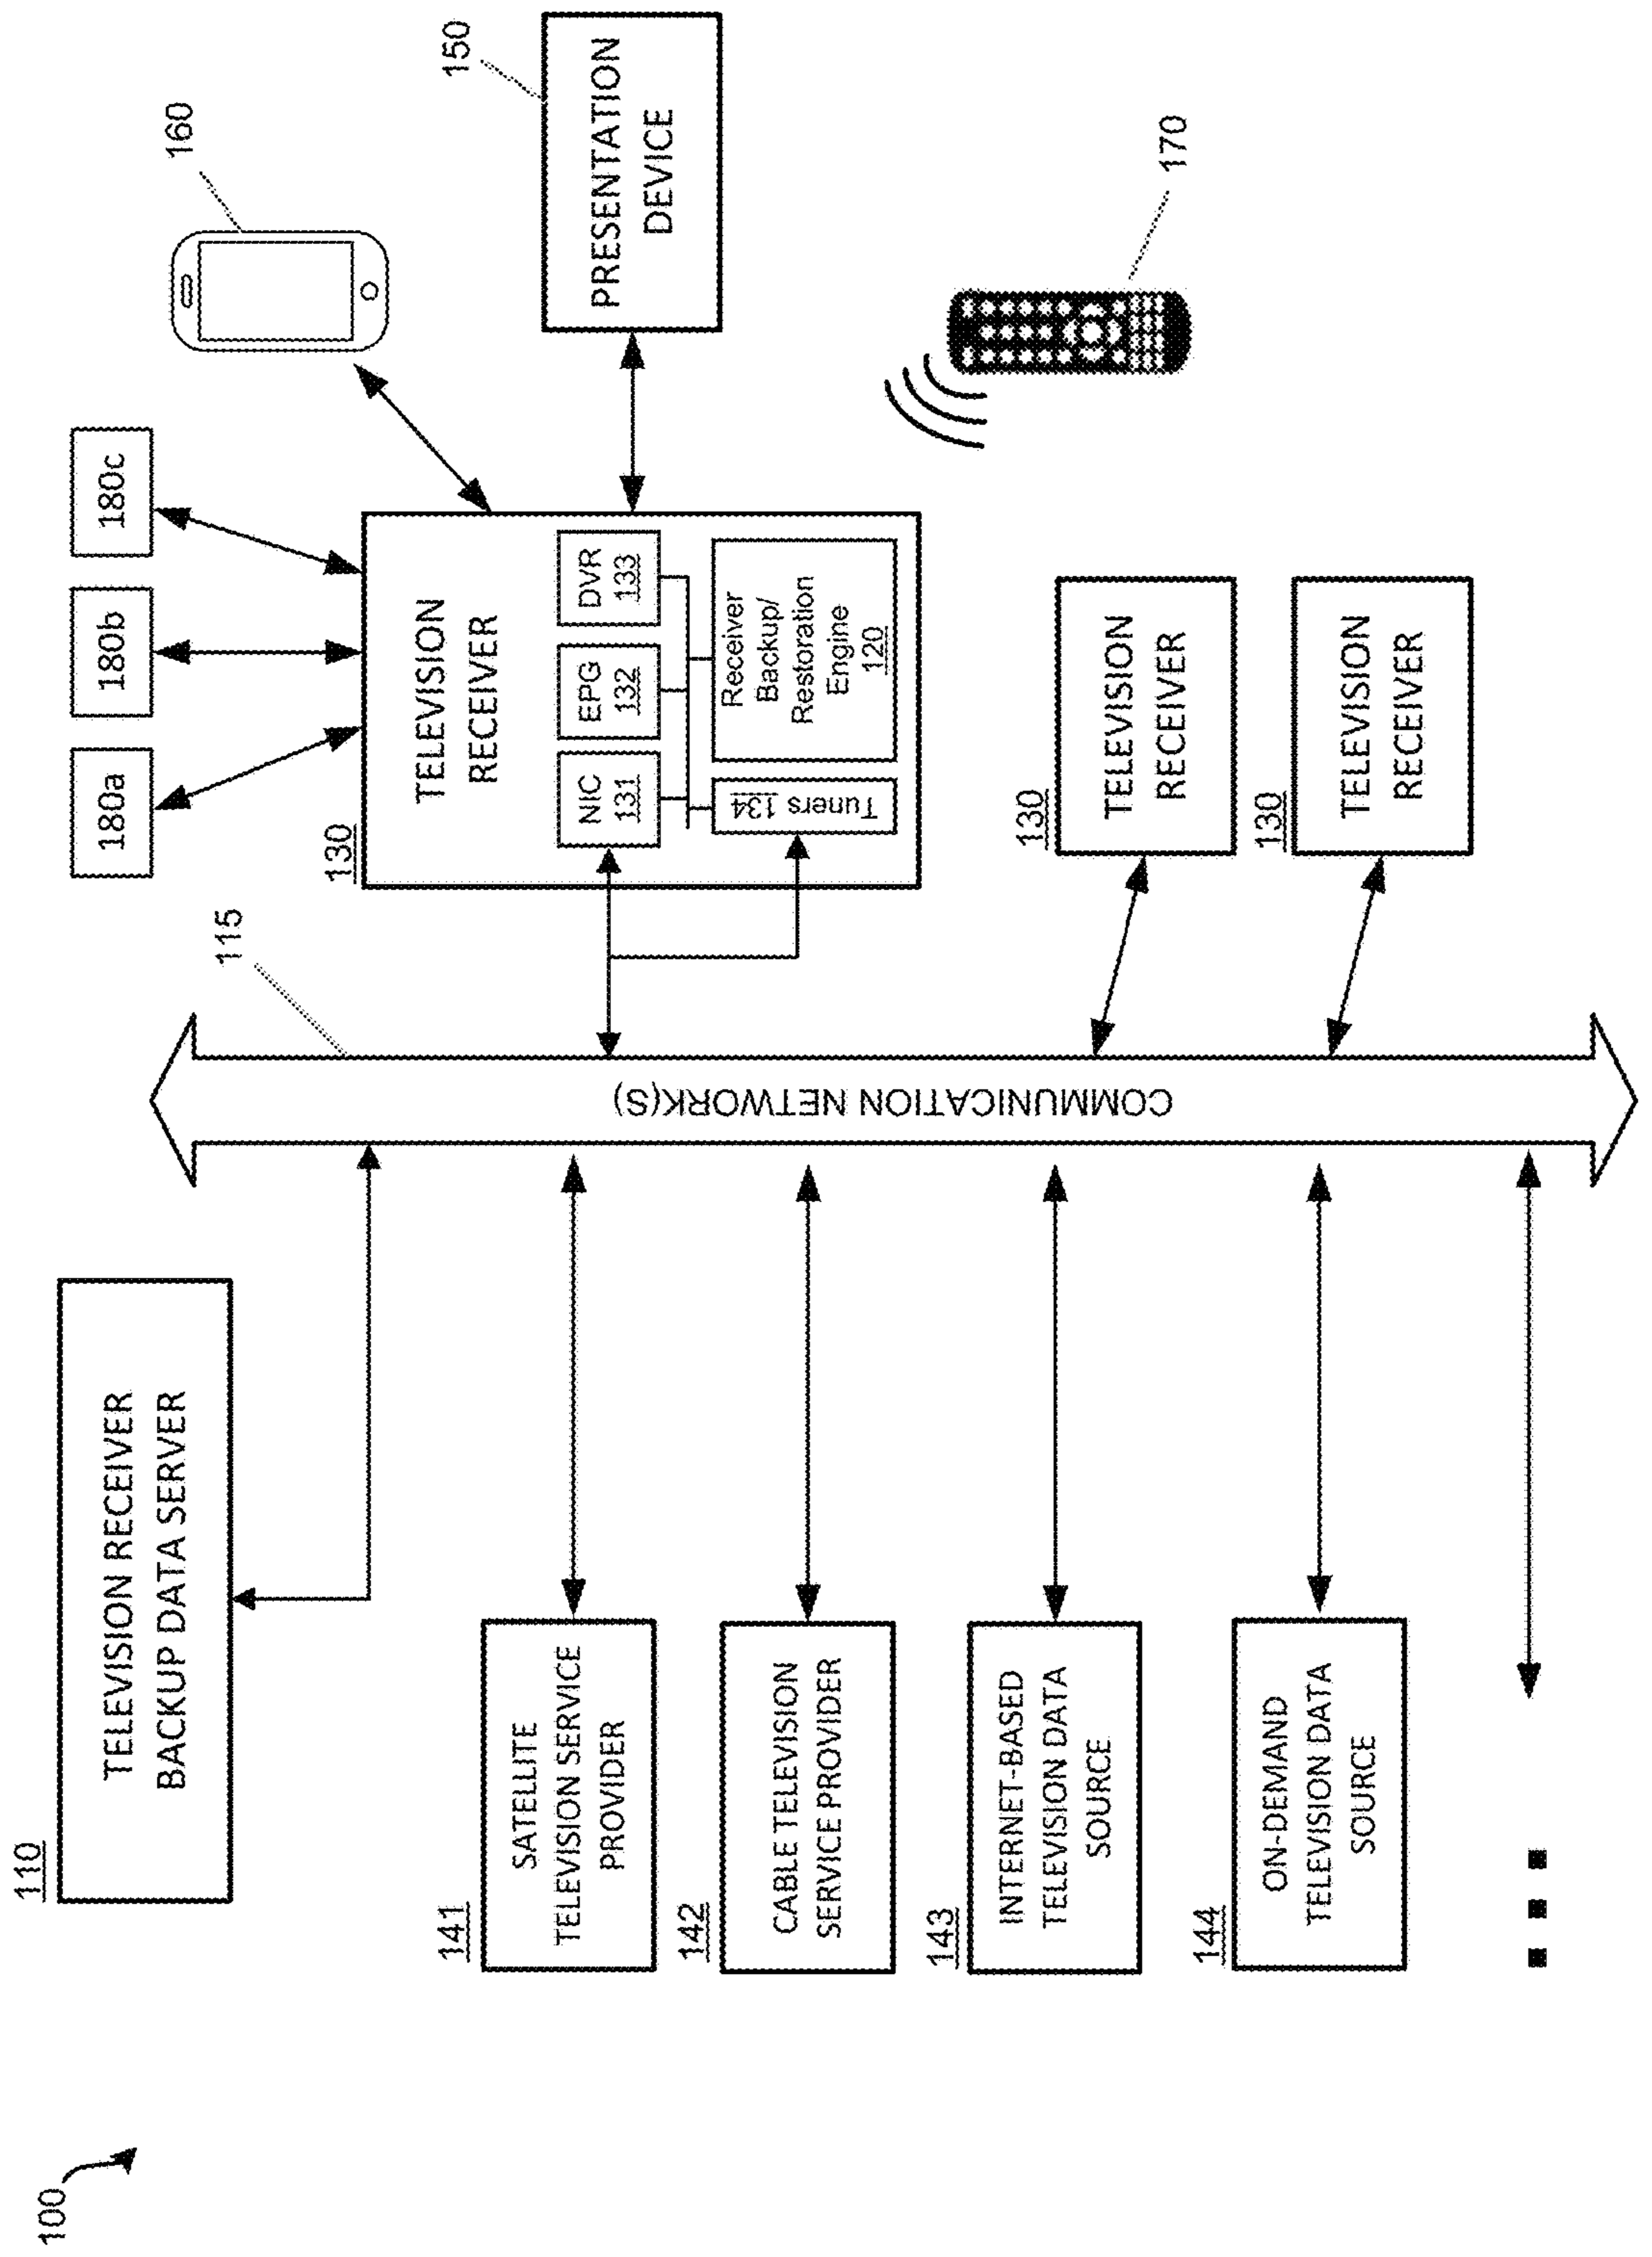 100
110
TELEVISION RECEIVER
BACKUP DATA SERVER
141
SATELLITE
TELEVISION SERVICE
PROVIDER
142
CABLE TELEVISION
SERVICE PROVIDER
143
INTERNET-BASED
TELEVISION DATA
SOURCE
144
ON-DEMAND
TELEVISION DATA
SOURCE
115
COMMUNICATION NETWORK(S)
180a
180b
180c
130
TELEVISION
RECEIVER
NIC
131
EPG
132
DVR
133
Tuners 134
Receiver
Backup/
Restoration
Engine
120
160
150
PRESENTATION
DEVICE
170
130
TELEVISION
RECEIVER
130
TELEVISION
RECEIVER